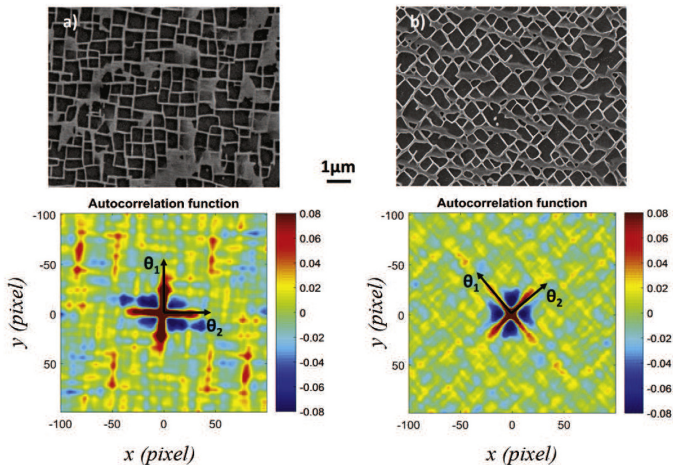 a)
b)
1μm
Autocorrelation function
-100
-50
0
50
y (pixel)
θ1
θ2
-100
-50
0
50
x (pixel)
0.08
0.06
0.04
0.02
0
-0.02
-0.04
-0.06
-0.08
Autocorrelation function
-100
-50
0
50
y (pixel)
θ1
θ2
-100
-50
0
50
x (pixel)
0.08
0.06
0.04
0.02
0
-0.02
-0.04
-0.06
-0.08